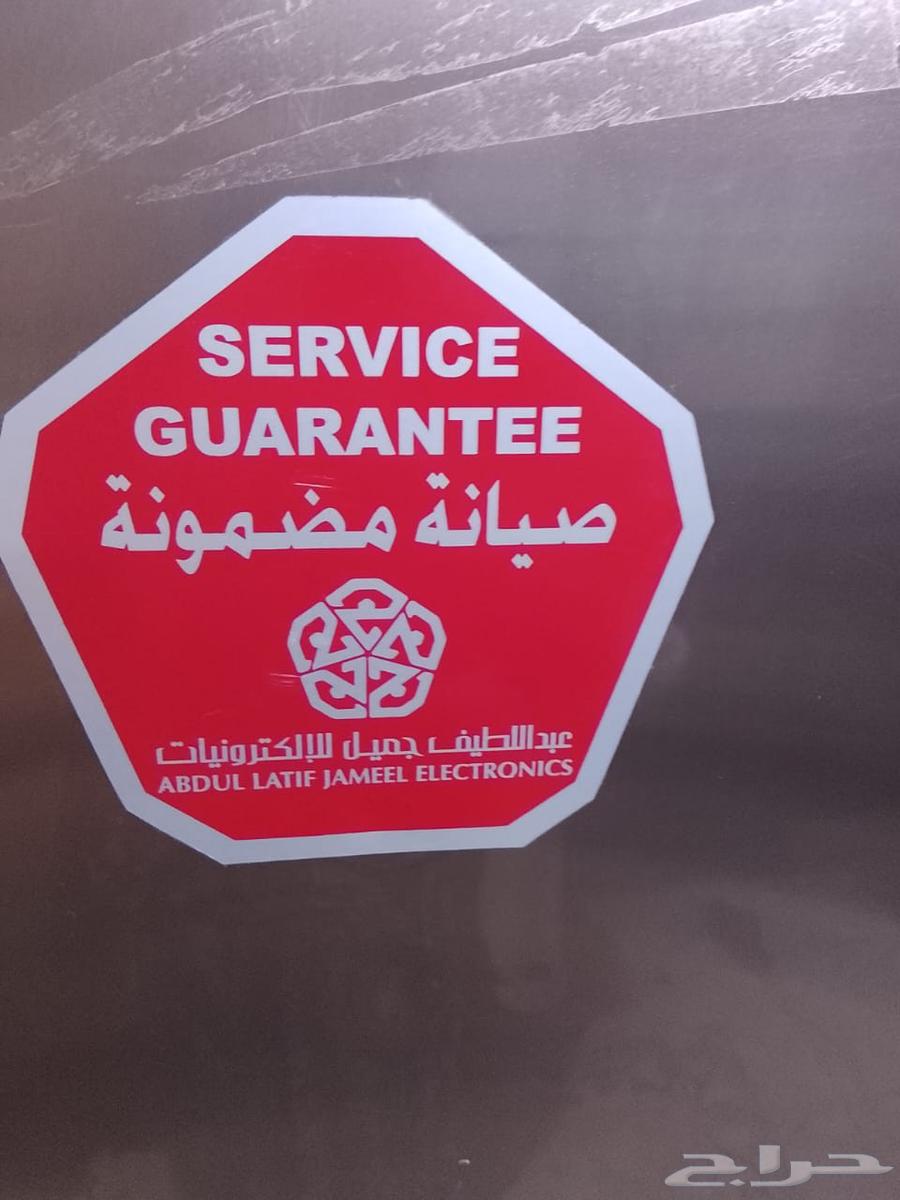 SERVICE
GUARANTEE
صيانة مضمونة
عبداللطيف جميل للإلكترونيات
ABDUL LATIF JAMEEL ELECTRONICS
حراج